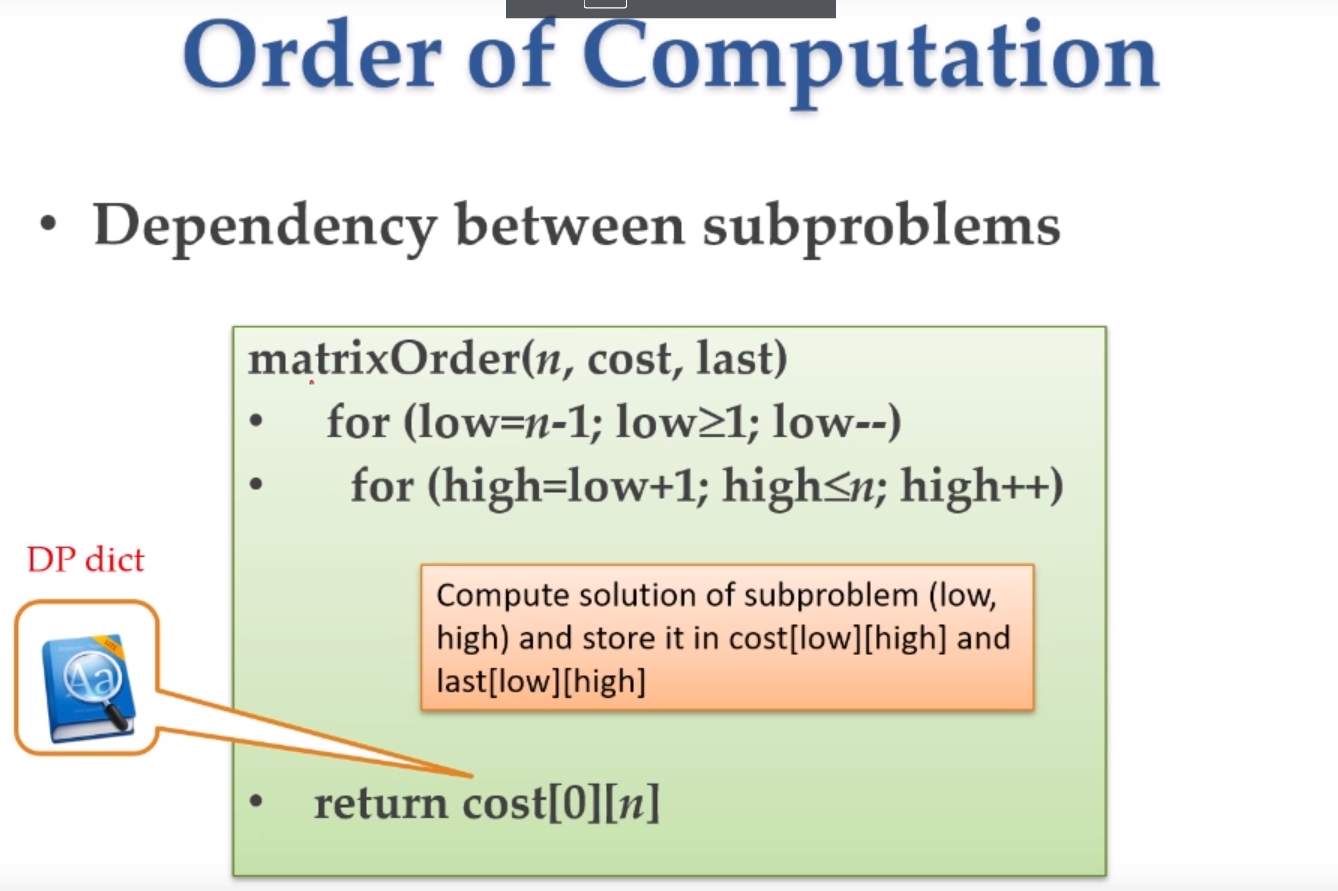 Order of Computation
• Dependency between subproblems
matrixOrder(n, cost, last)
• for (low=n-1; low≥1; low--)
• for (high=low+1; high≤n; high++)
DP dict
Compute solution of subproblem (low,
high) and store it in cost[low][high] and
last[low][high]
Aa
• return cost[0][n]